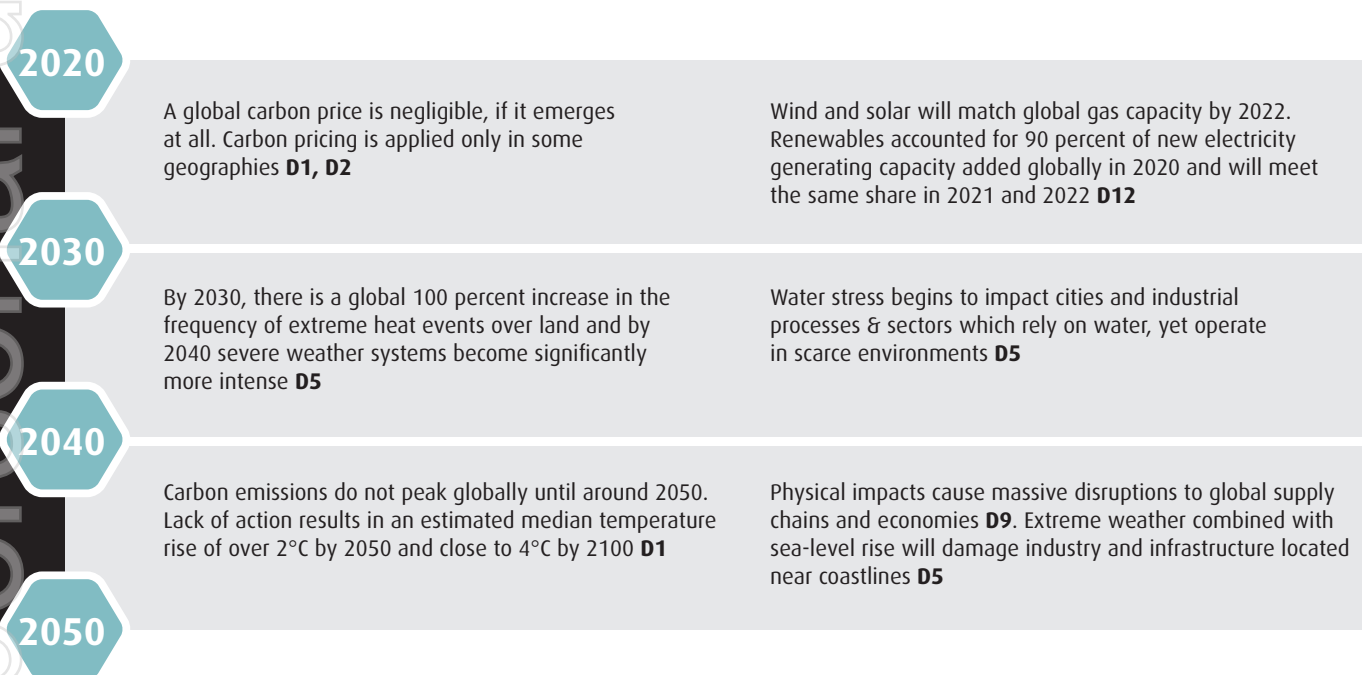 2020
A global carbon price is negligible, if it emerges
at all. Carbon pricing is applied only in some
geographies D1, D2
Wind and solar will match global gas capacity by 2022.
Renewables accounted for 90 percent of new electricity
generating capacity added globally in 2020 and will meet
the same share in 2021 and 2022 D12
2030
By 2030, there is a global 100 percent increase in the
frequency of extreme heat events over land and by
2040 severe weather systems become significantly
more intense D5
Water stress begins to impact cities and industrial
processes & sectors which rely on water, yet operate
in scarce environments D5
2040
Carbon emissions do not peak globally until around 2050.
Lack of action results in an estimated median temperature
rise of over 2°C by 2050 and close to 4°C by 2100 D1
Physical impacts cause massive disruptions to global supply
chains and economies D9. Extreme weather combined with
sea-level rise will damage industry and infrastructure located
near coastlines D5
2050